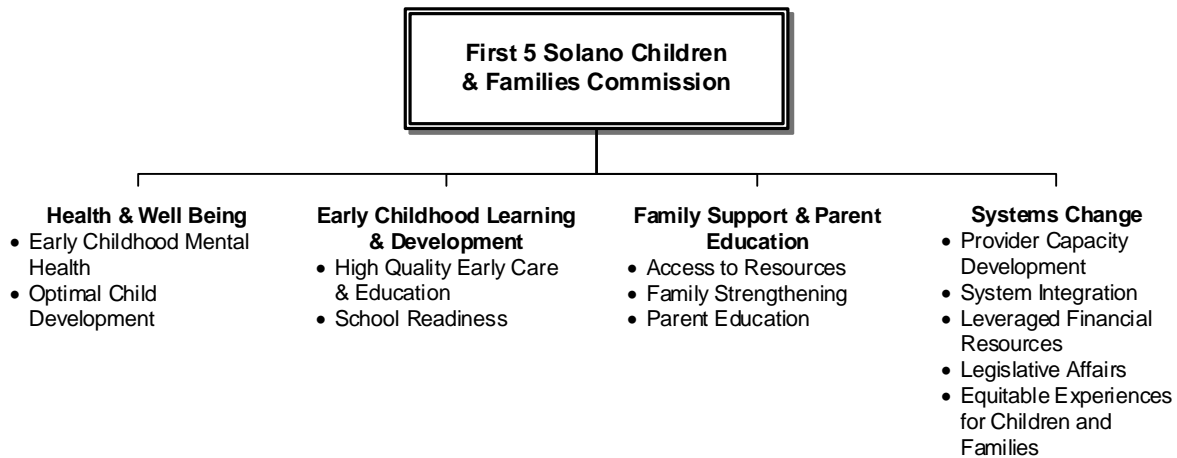 First 5 Solano Children
& Families Commission
Health & Well Being
• Early Childhood Mental
Health
• Optimal Child
Development
Early Childhood Learning
& Development
• High Quality Early Care
& Education
• School Readiness
Family Support & Parent
Education
• Access to Resources
• Family Strengthening
• Parent Education
Systems Change
• Provider Capacity
Development
• System Integration
• Leveraged Financial
Resources
• Legislative Affairs
• Equitable Experiences
for Children and
Families